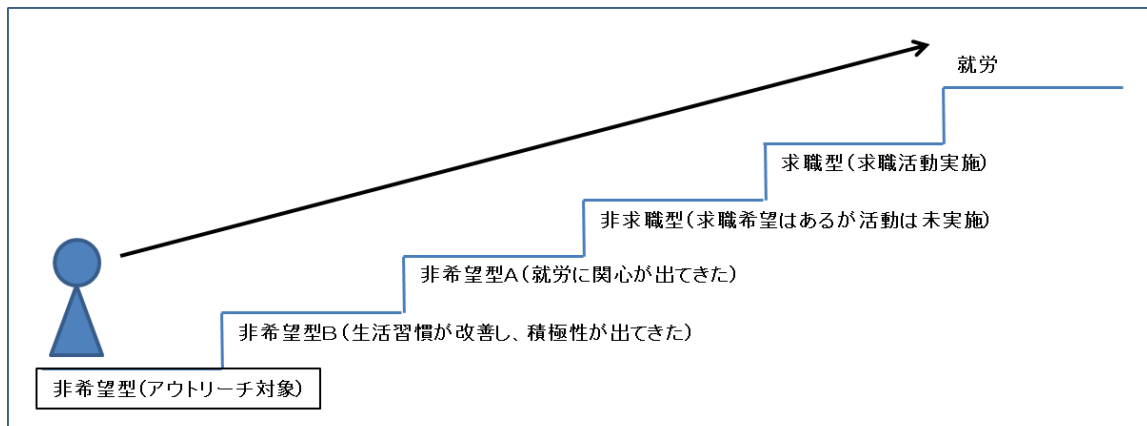 就労
求職型(求職活動実施)
非求職型(求職希望はあるが活動は未実施)
非希望型A(就労に関心が出てきた)
非希望型B(生活習慣が改善し、積極性が出てきた)
非希望型(アウトリーチ対象)